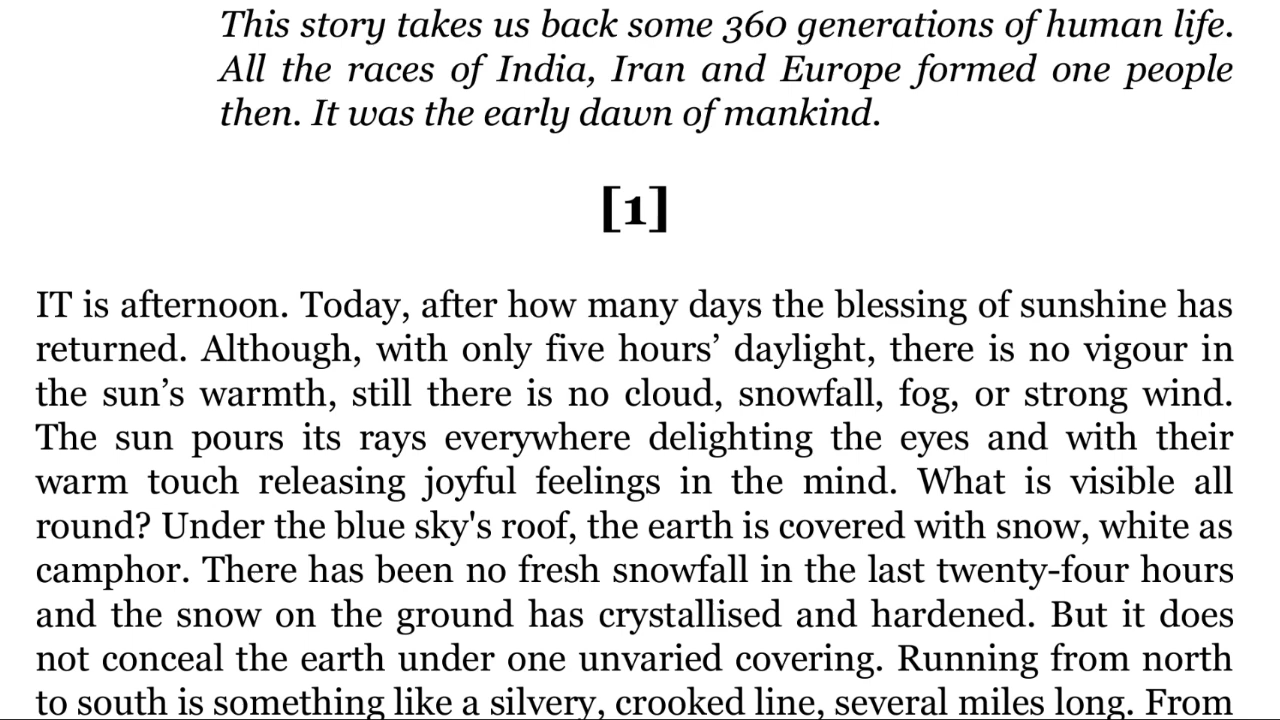 This story takes us back some 360 generations of human life.
All the races of India, Iran and Europe formed one people
then. It was the early dawn of mankind.
[1]
IT is afternoon. Today, after how many days the blessing of sunshine has
returned. Although, with only five hours’ daylight, there is no vigour in
the sun’s warmth, still there is no cloud, snowfall, fog, or strong wind.
The sun pours its rays everywhere delighting the eyes and with their
warm touch releasing joyful feelings in the mind. What is visible all
round? Under the blue sky's roof, the earth is covered with snow, white as
camphor. There has been no fresh snowfall in the last twenty-four hours
and the snow on the ground has crystallised and hardened. But it does
not conceal the earth under one unvaried covering. Running from north
to south is something like a silvery, crooked line, several miles long. From